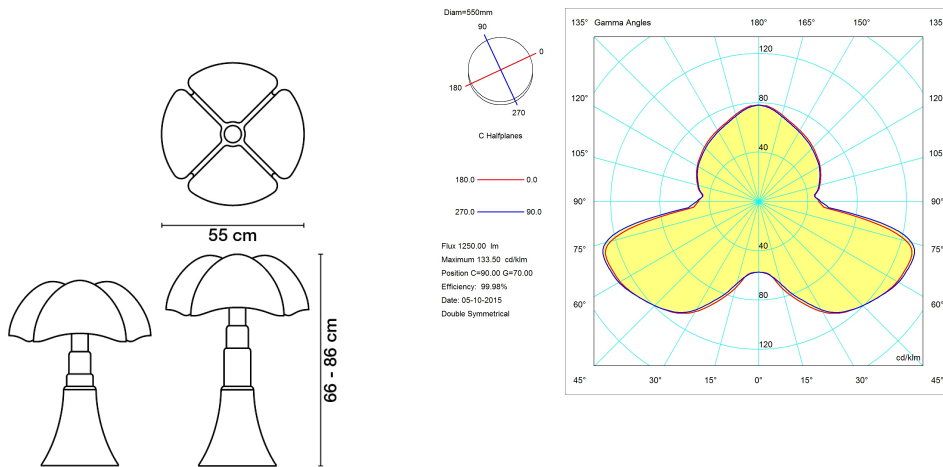 55 cm
66 - 86 cm
Diam=550mm
90
0
180
270
C Halfplanes
180.0 0.0
270.0 90.0
Flux 1250.00 lm
Maximum 133.50 cd/klm
Position C=90.00 G=70.00
Efficiency: 99.98%
Date: 05-10-2015
Double Symmetrical
135° Gamma Angles 180° 165° 150° 135
120
120° 120°
80
105° 40 105°
90° 90°
75° 40 75°
60° 80 60°
120
cd/klm
45° 30° 15° 0° 15° 30° 45°